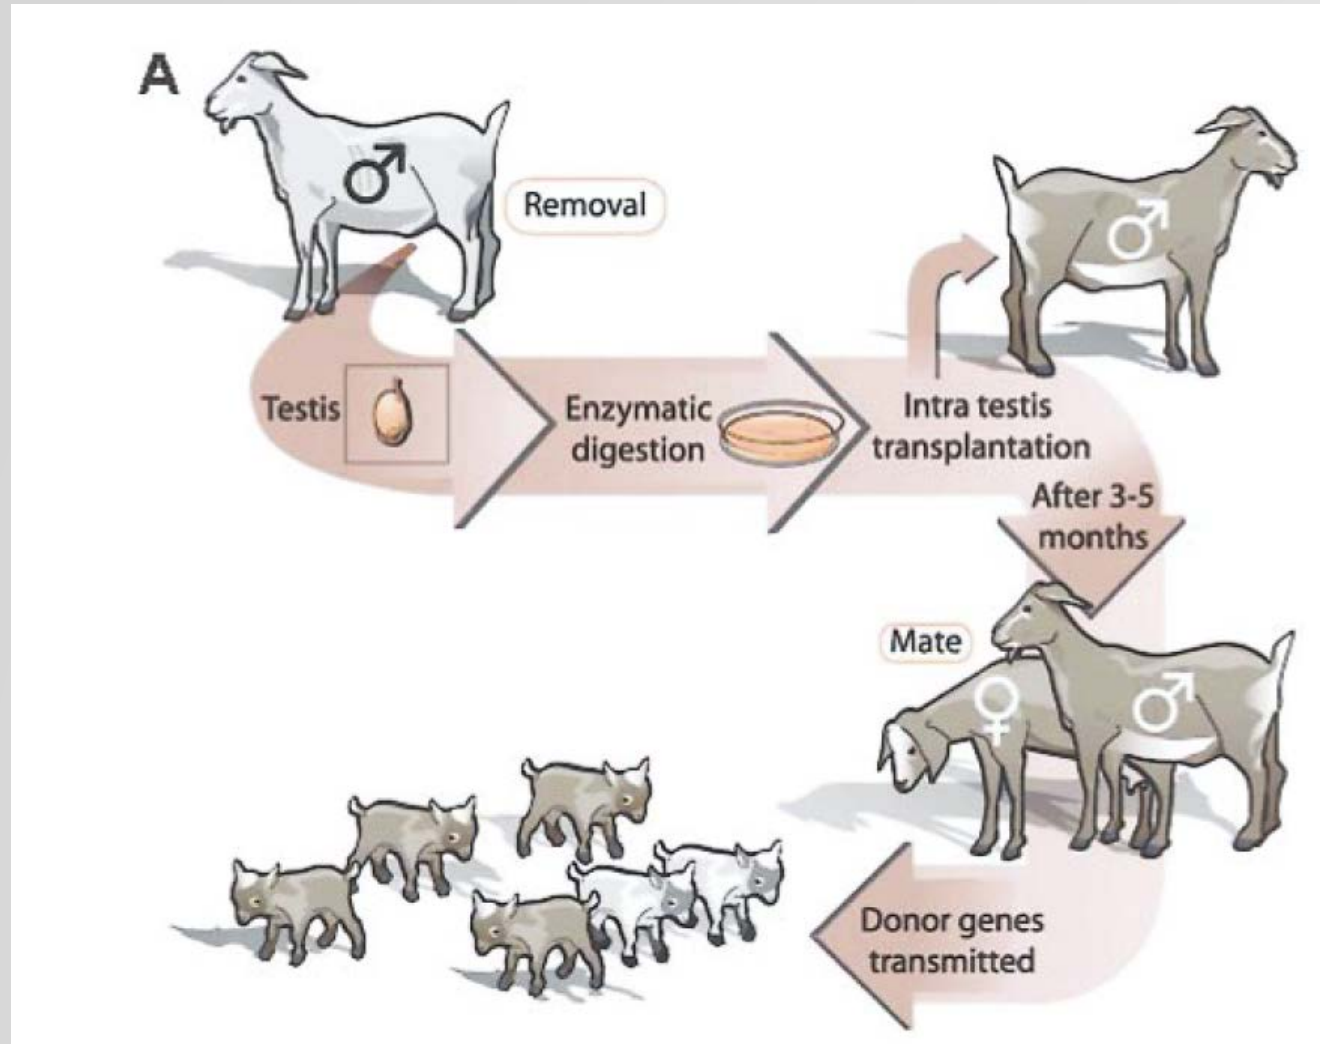 A
Removal
Testis
Enzymatic
digestion
Intra testis
transplantation
After 3-5
months
Mate
Donor genes
transmitted